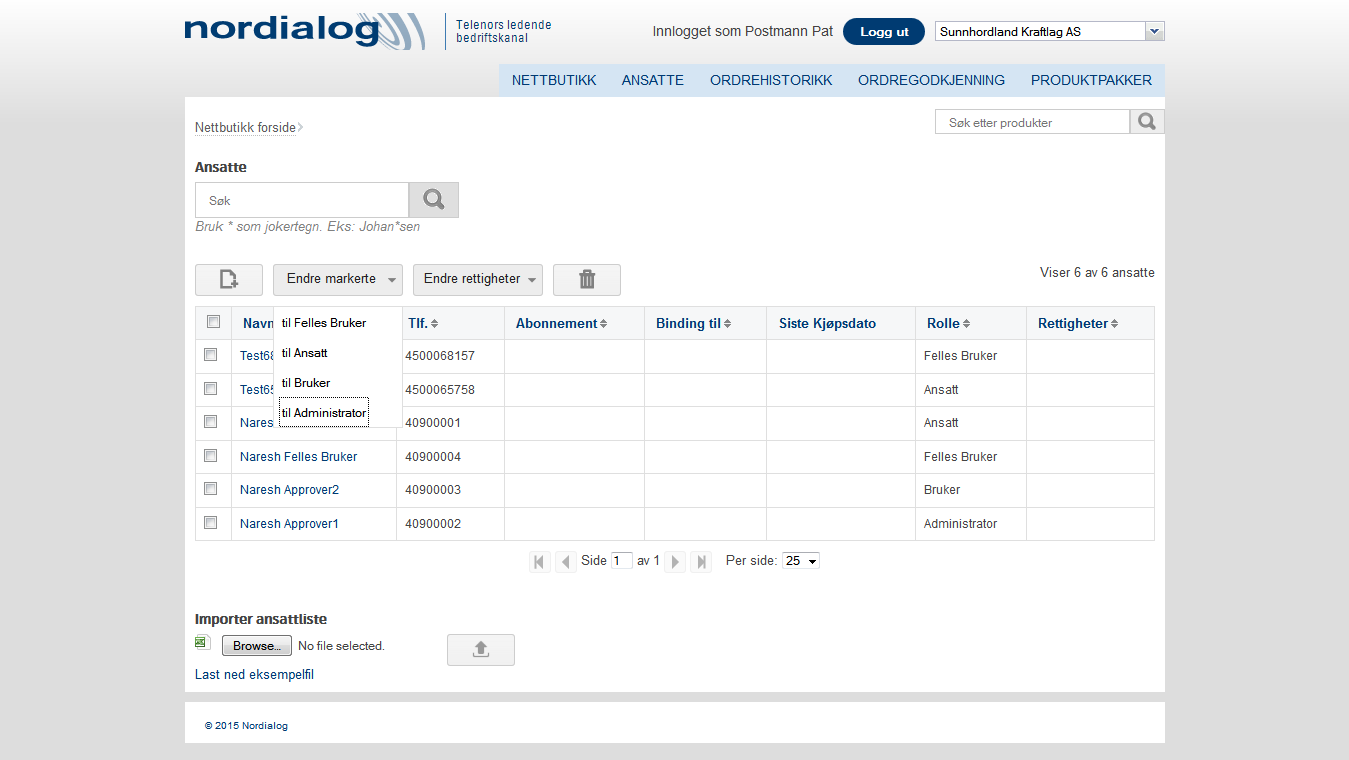 nordialog
Telenors ledende
bedriftskanal
Innlogget som Postmann Pat
Logg ut
Sunnhordland Kraftlag AS
NETTBUTIKK ANSATTE ORDREHISTORIKK ORDREGODKJENNING PRODUKTPAKKER
Nettbutikk forside
Søk etter produkter
Ansatte
Søk
Bruk * som jokertegn. Eks: Johan*sen
Endre markerte Endre rettigheter
Viser 6 av 6 ansatte
Navn Tlf. Abonnement Binding til Siste Kjøpsdato Rolle Rettigheter
til Felles Bruker
til Ansatt
til Bruker
til Administrator
4500068157 Felles Bruker
4500065758 Ansatt
Nares 40900001 Ansatt
Naresh Felles Bruker 40900004 Felles Bruker
Naresh Approver2 40900003 Bruker
Naresh Approver1 40900002 Administrator
Side 1 av 1 Per side: 25
Importer ansattliste
Browse... No file selected.
Last ned eksempelfil
© 2015 Nordialog